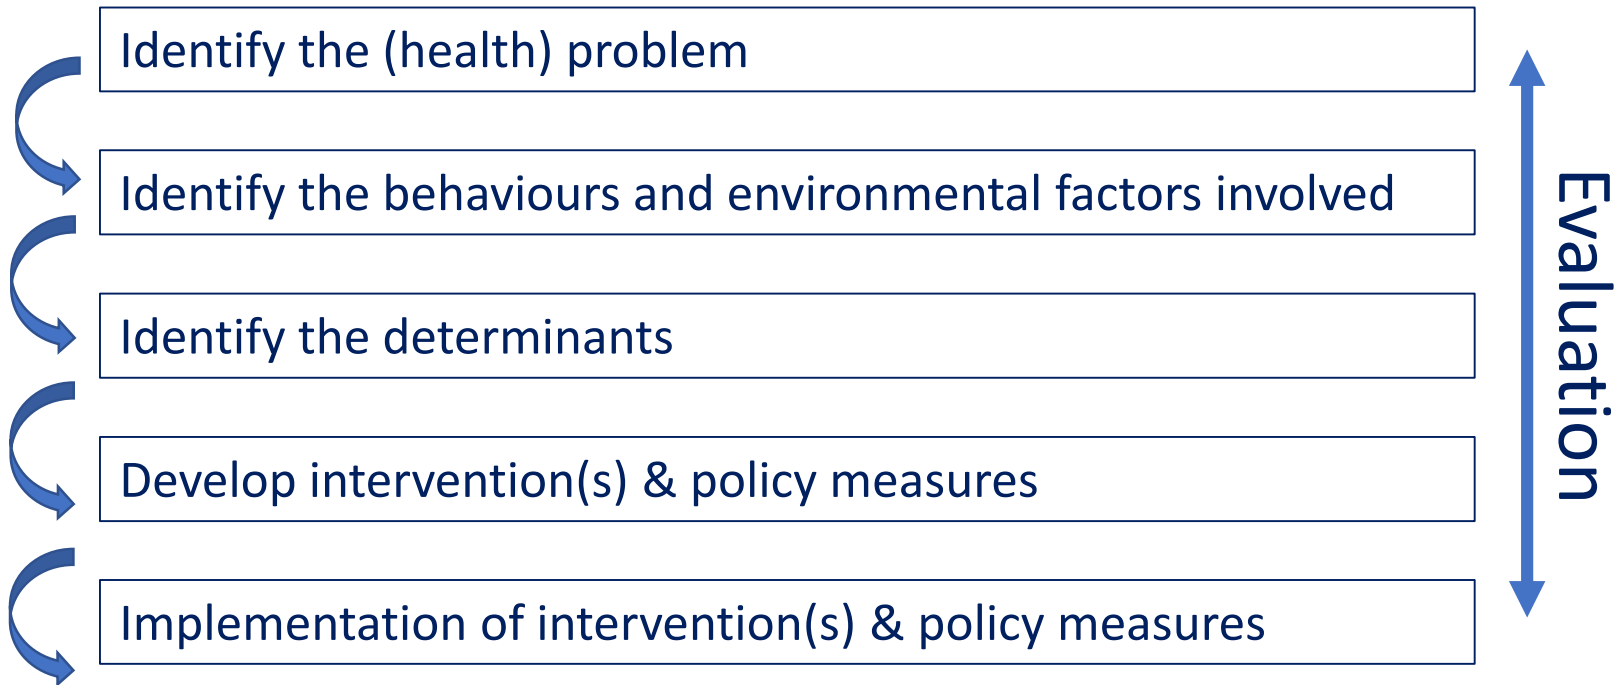 Identify the (health) problem
Identify the behaviours and environmental factors involved
Identify the determinants
Develop intervention(s) & policy measures
Implementation of intervention(s) & policy measures
Evaluation